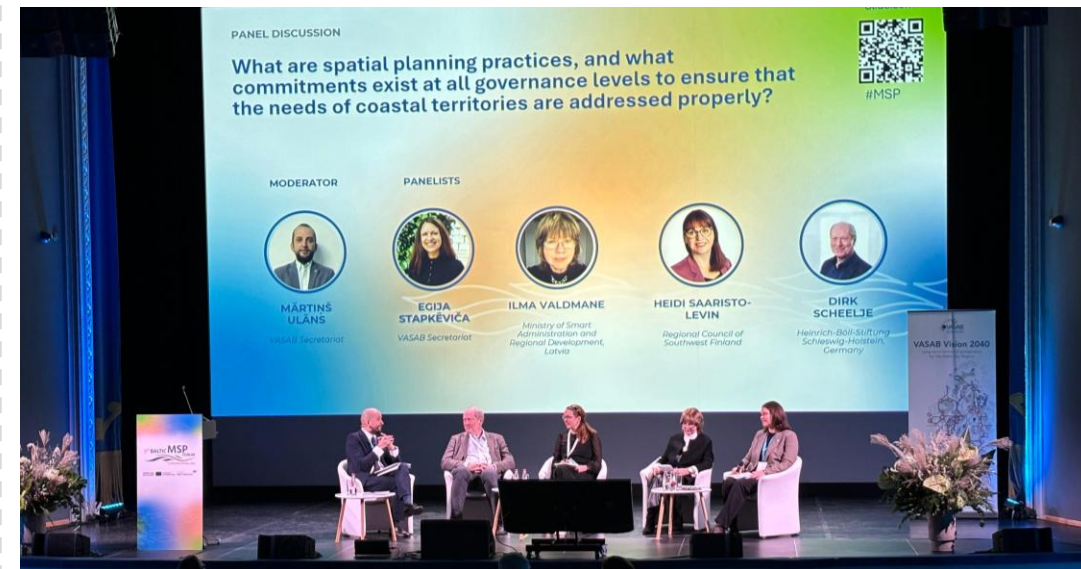 PANEL DISCUSSION
What are spatial planning practices, and what
commitments exist at all governance levels to ensure that
the needs of coastal territories are addressed properly?
#MSP
MODERATOR
PANELISTS
MĀRTIŅŠ
ULĀNS
VASAB Secretariat
EGIJA
STAPKĒVIČA
VASAB Secretariat
ILMA VALDMANE
Ministry of Smart
Administration and
Regional Development,
Latvia
HEIDI SAARISTO-
LEVIN
Regional Council of
Southwest Finland
DIRK
SCHEELJE
Heinrich-Böll-Stiftung
Schleswig-Holstein,
Germany
VASAB
VASAB Vision 2040
BALTIC MSP